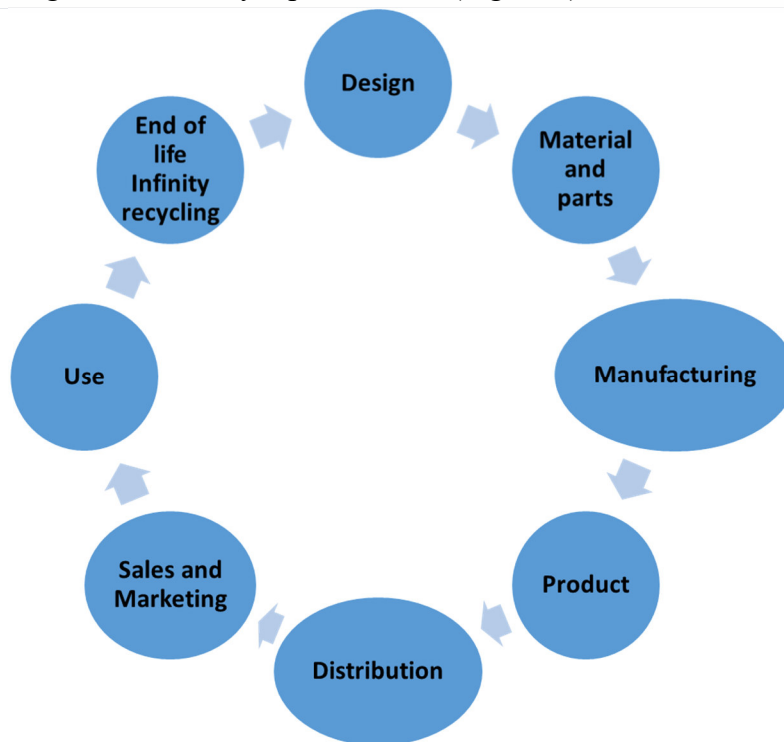 Design
Material
and
parts
Manufacturing
Product
Distribution
Sales and
Marketing
Use
End of
life
Infinity
recycling